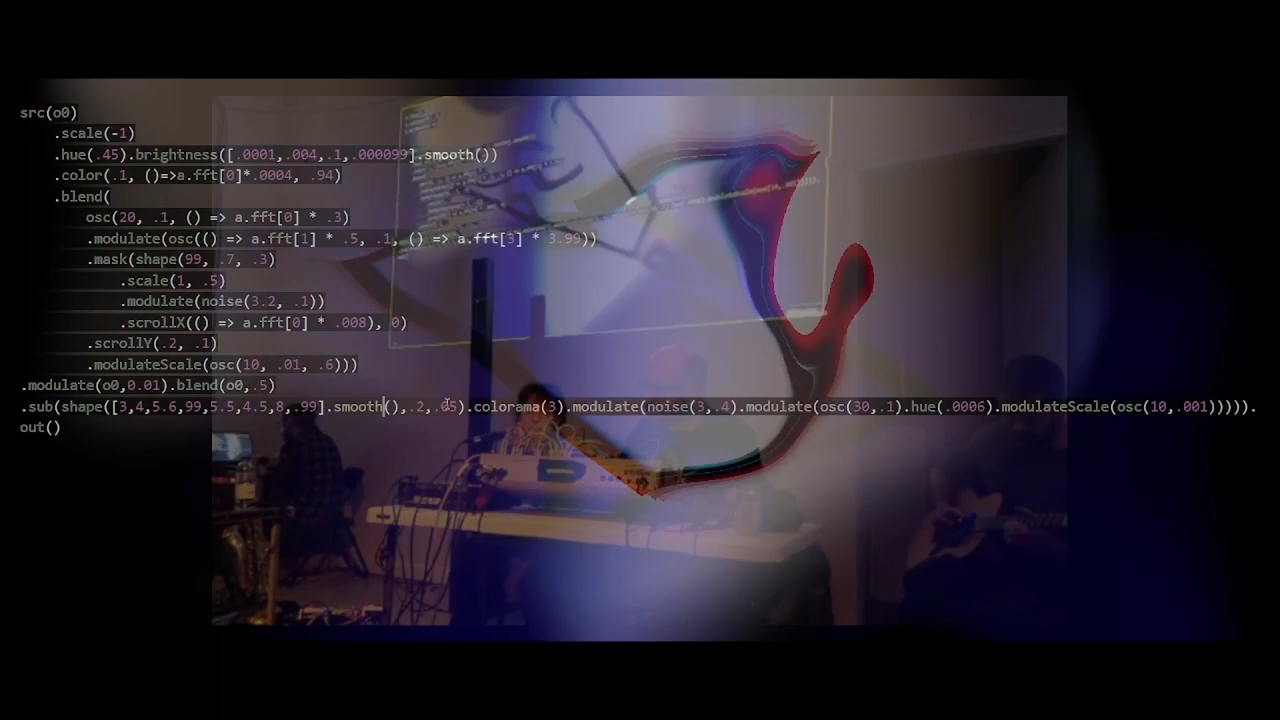 src(o0)
.scale(-1)
.hue(.45).brightness([.0001,.004,.1,.000099].smooth())
.color(.1, ()=>a.fft[0]*.0004, .94)
.blend(
osc(20, .1, () => a.fft[0] * .3)
.modulate(osc(() => a.fft[1] * .5, .1, () => a.fft[3] * 3.99))
.mask(shape(99, .7, .3)
.scale(1, .5)
.modulate(noise(3.2, .1))
.scrollX(() => a.fft[0] * .008), 0)
.scrollY(.2, .1)
.modulateScale(osc(10, .01, .6)))
.modulate(o0,0.01).blend(o0,.5)
.sub(shape([3,4,5.6,99,5.5,4.5,8,.99].smooth(),.2,.05).colorama(3).modulate(noise(3,.4).modulate(osc(30,.1).hue(.0006).modulateScale(osc(10,.001))))).
out()